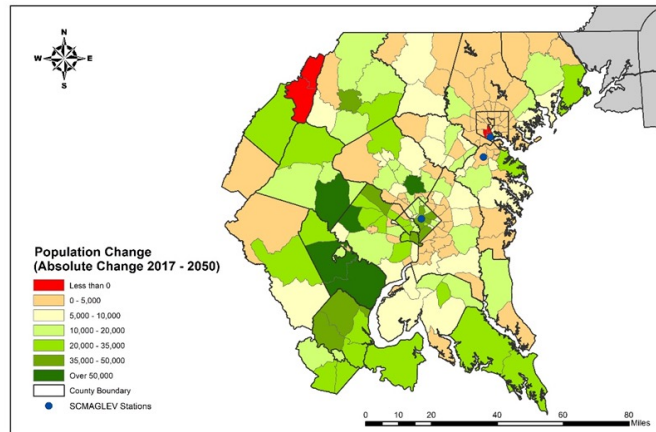 N
W E
S
Population Change
(Absolute Change 2017 - 2050)
Less than 0
0 - 5,000
5,000 - 10,000
10,000 - 20,000
20,000 - 35,000
35,000 - 50,000
Over 50,000
County Boundary
SCMAGLEV Stations
0 10 20 40 60 80
Miles